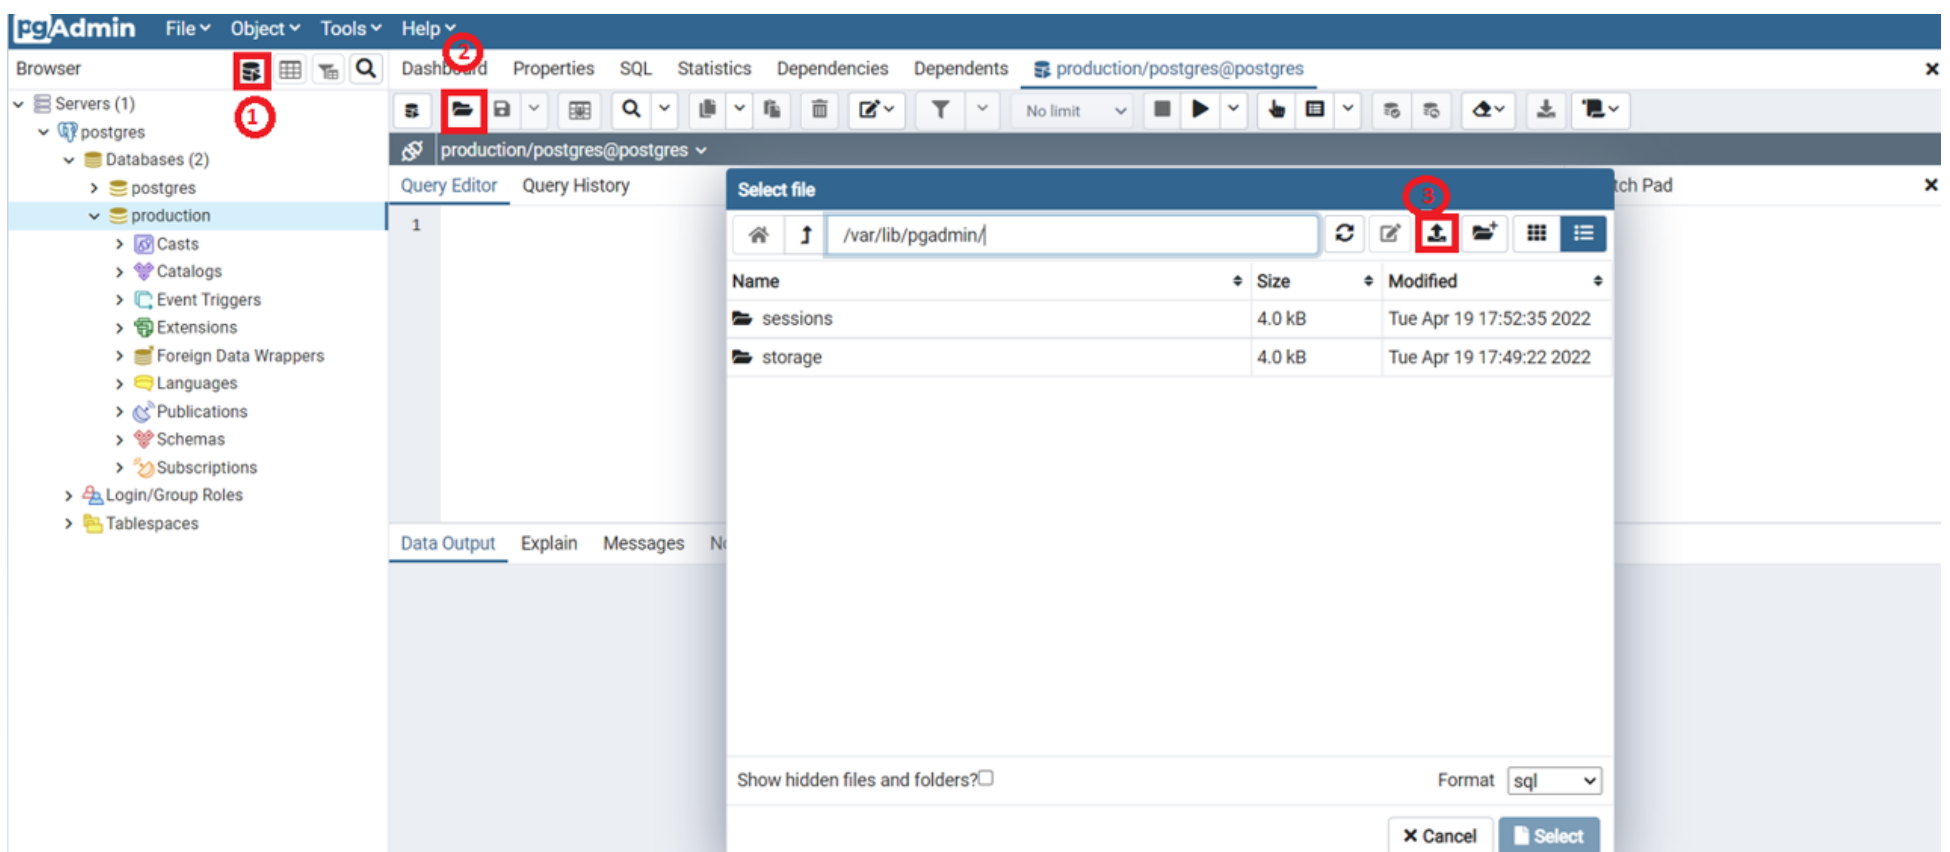 pgAdmin File Object Tools Help
Browser Dashboard Properties SQL Statistics Dependencies Dependents production/postgres@postgres
2
1
Servers (1)
postgres
Databases (2)
postgres
production
Casts
Catalogs
Event Triggers
Extensions
Foreign Data Wrappers
Languages
Publications
Schemas
Subscriptions
Login/Group Roles
Tablespaces
No limit
production/postgres@postgres
Query Editor Query History
tch Pad
1
Select file
3
/var/lib/pgadmin/
Name Size Modified
sessions 4.0 kB Tue Apr 19 17:52:35 2022
storage 4.0 kB Tue Apr 19 17:49:22 2022
Show hidden files and folders? Format sql
Cancel Select
Data Output Explain Messages No